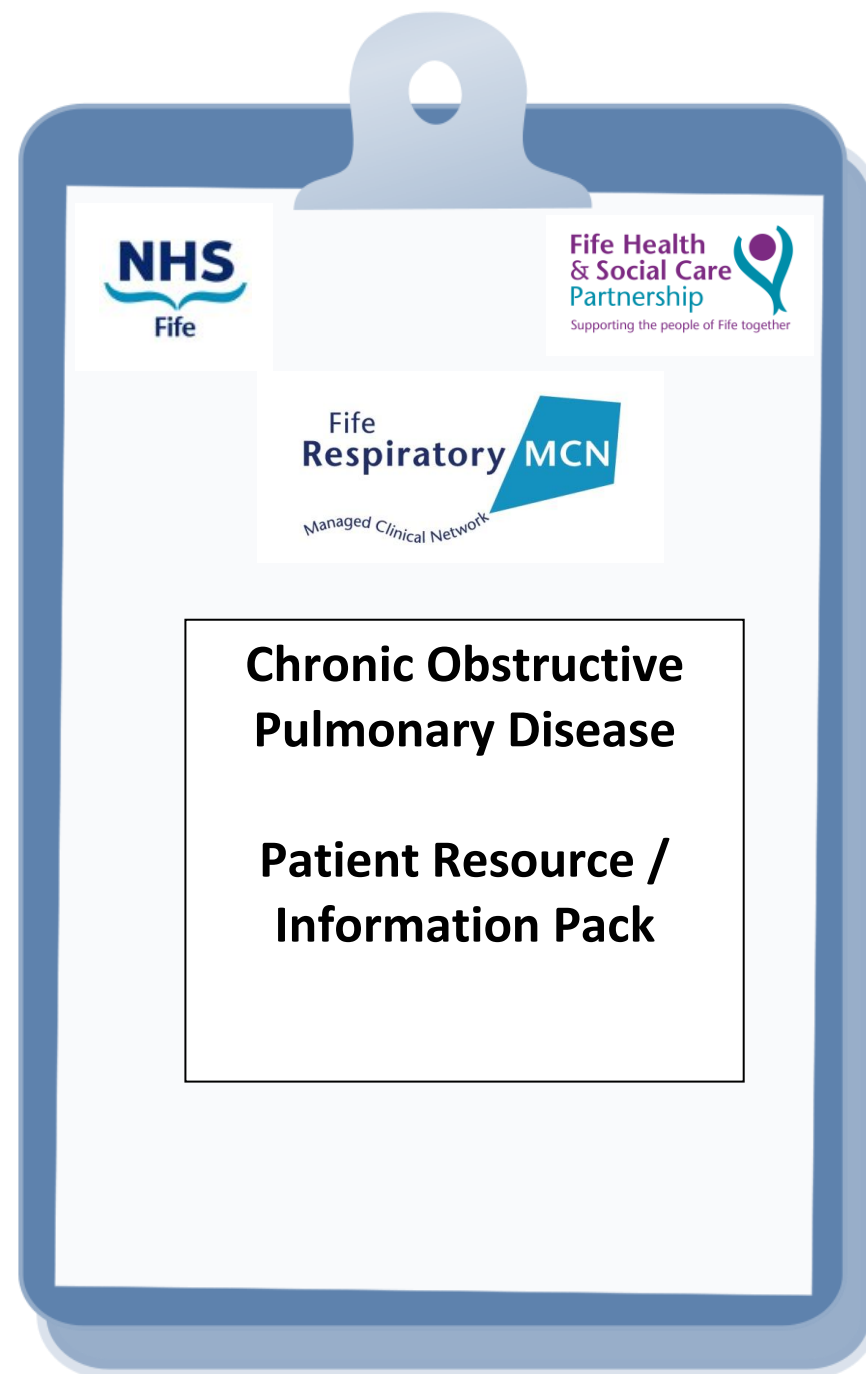 NHS
Fife
Fife Health
& Social Care
Partnership
Supporting the people of Fife together
Fife
Respiratory MCN
Managed Clinical Network
Chronic Obstructive
Pulmonary Disease
Patient Resource /
Information Pack